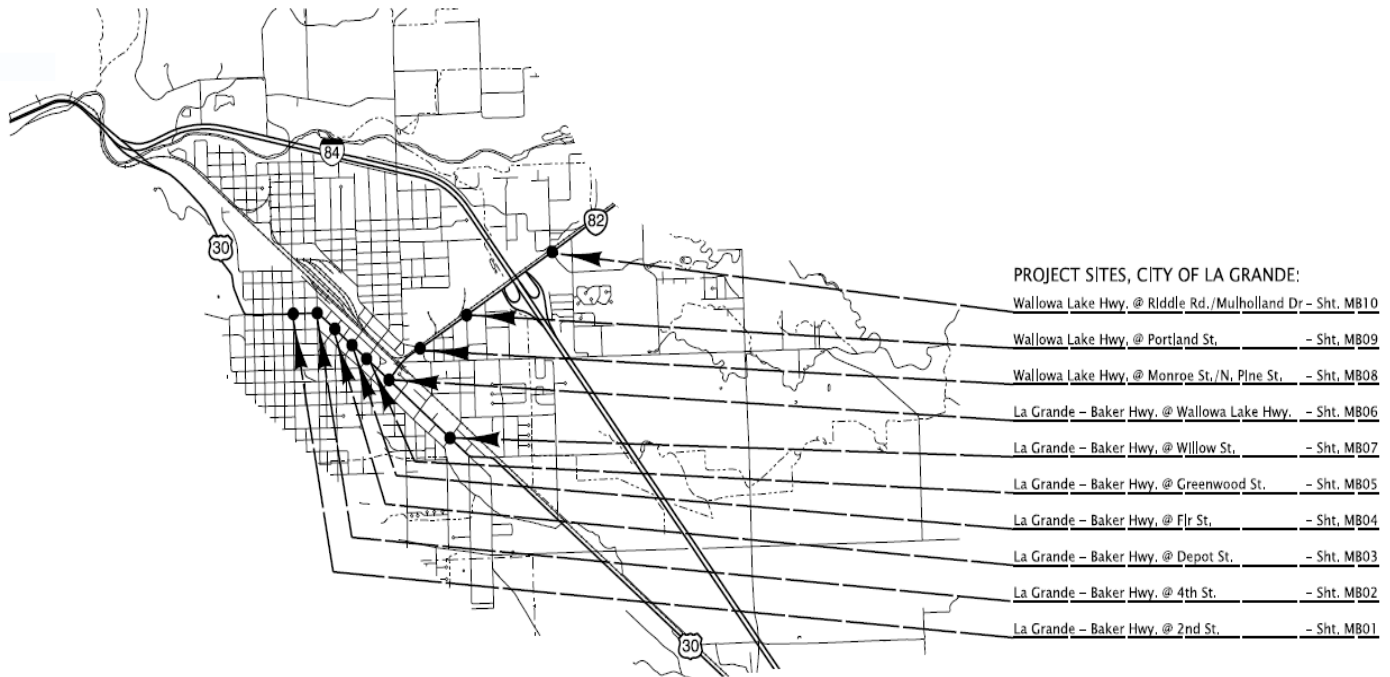 84
82
30
PROJECT SITES, CITY OF LA GRANDE:
Wallowa Lake Hwy. @ Riddle Rd./Mulholland Dr - Sht. MB10
Wallowa Lake Hwy. @ Portland St. - Sht. MB09
Wallowa Lake Hwy. @ Monroe St./N. Pine St. - Sht. MB08
La Grande - Baker Hwy. @ Wallowa Lake Hwy. - Sht. MB06
La Grande - Baker Hwy. @ Willow St. - Sht. MB07
La Grande - Baker Hwy. @ Greenwood St. - Sht. MB05
La Grande - Baker Hwy. @ Fir St. - Sht. MB04
La Grande - Baker Hwy. @ Depot St. - Sht. MB03
La Grande - Baker Hwy. @ 4th St. - Sht. MB02
La Grande - Baker Hwy. @ 2nd St. - Sht. MB01
30